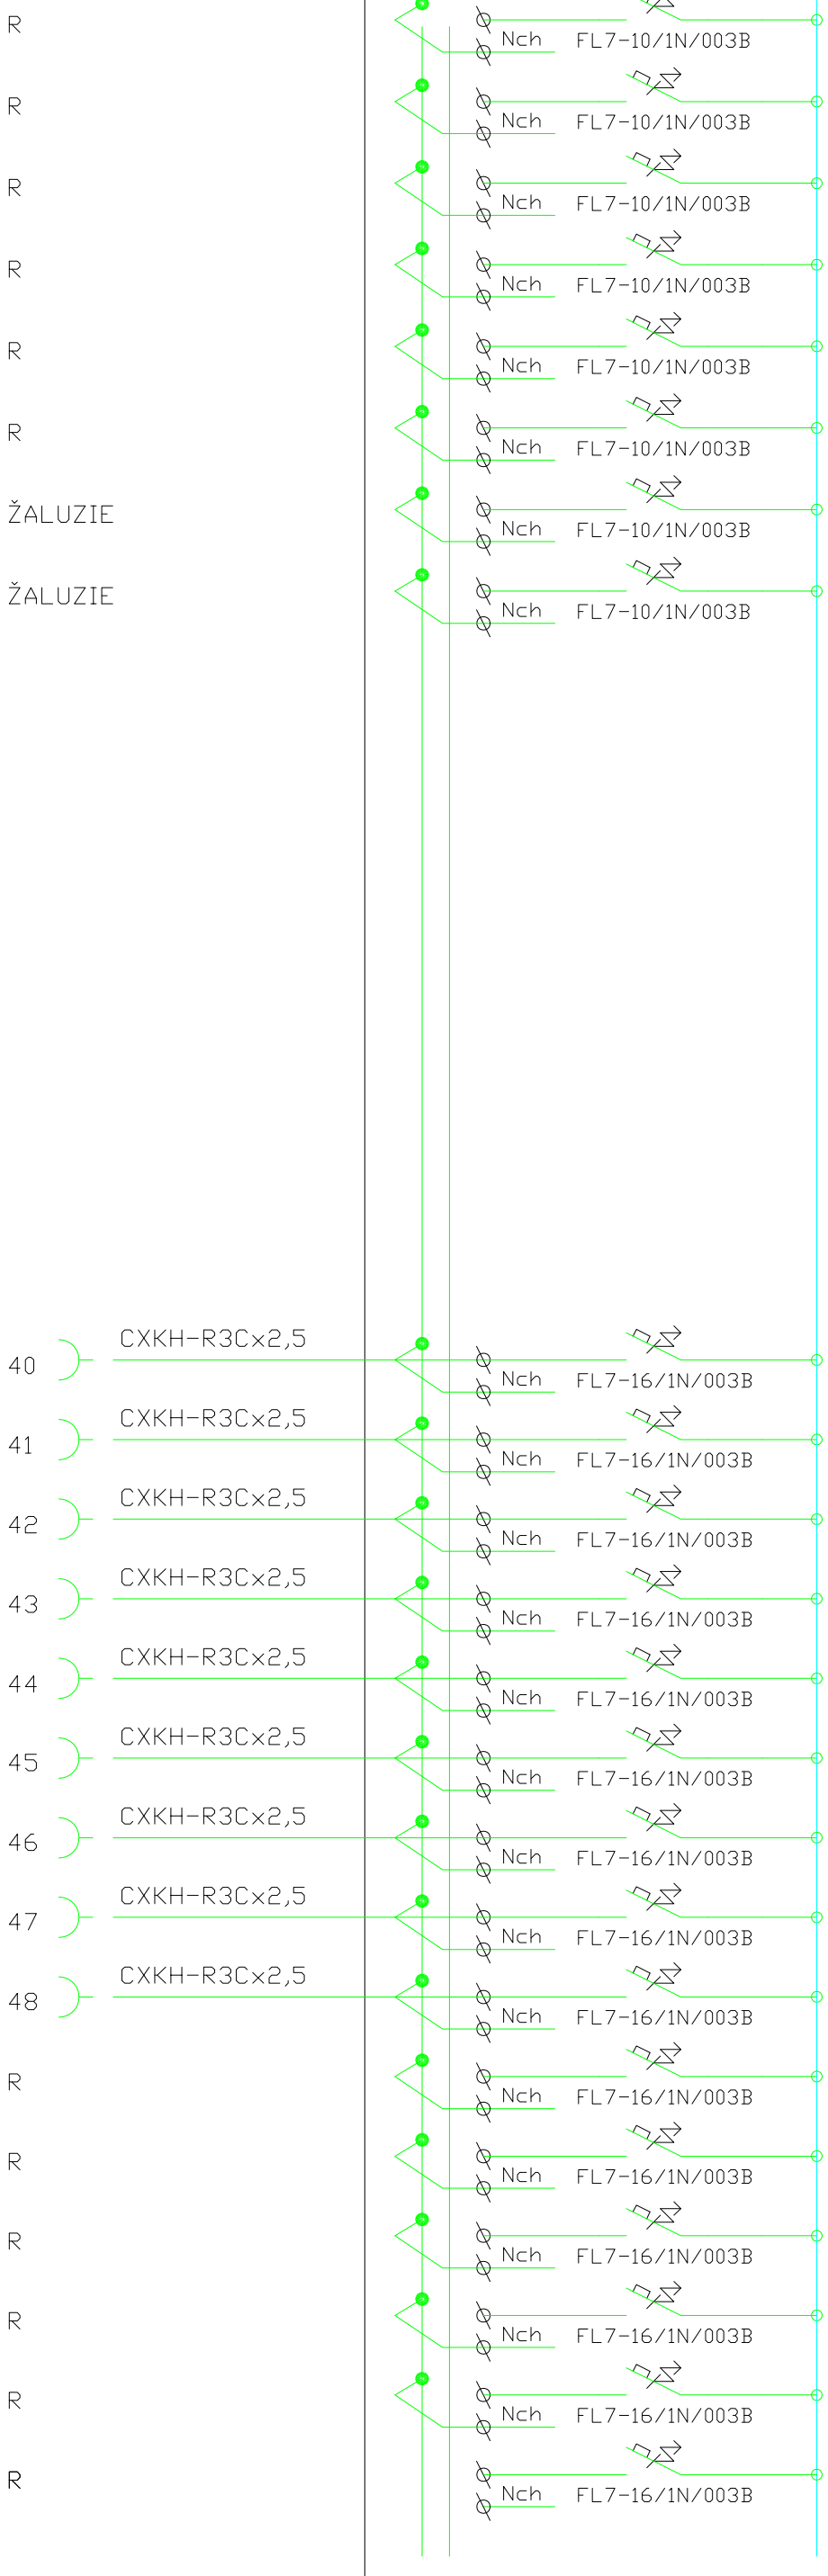 R Nch FL7-10/1N/003B
R Nch FL7-10/1N/003B
R Nch FL7-10/1N/003B
R Nch FL7-10/1N/003B
R Nch FL7-10/1N/003B
R Nch FL7-10/1N/003B
ŽALUZIE Nch FL7-10/1N/003B
ŽALUZIE Nch FL7-10/1N/003B
40 CXKH-R3Cx2,5 Nch FL7-16/1N/003B
41 CXKH-R3Cx2,5 Nch FL7-16/1N/003B
42 CXKH-R3Cx2,5 Nch FL7-16/1N/003B
43 CXKH-R3Cx2,5 Nch FL7-16/1N/003B
44 CXKH-R3Cx2,5 Nch FL7-16/1N/003B
45 CXKH-R3Cx2,5 Nch FL7-16/1N/003B
46 CXKH-R3Cx2,5 Nch FL7-16/1N/003B
47 CXKH-R3Cx2,5 Nch FL7-16/1N/003B
48 CXKH-R3Cx2,5 Nch FL7-16/1N/003B
R Nch FL7-16/1N/003B
R Nch FL7-16/1N/003B
R Nch FL7-16/1N/003B
R Nch FL7-16/1N/003B
R Nch FL7-16/1N/003B
R Nch FL7-16/1N/003B